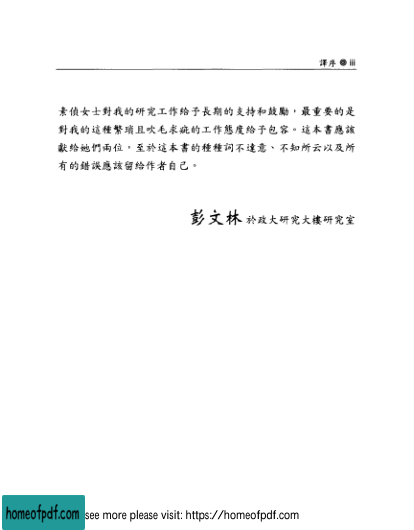 譯序 ● iii
素偵女士對我的研究工作給予長期的支持和鼓勵，最重要的是
對我的這種繁瑣且吹毛求疵的工作態度給予包容。這本書應該
獻給她們兩位，至於這本書的種種詞不達意、不知所云以及所
有的錯誤應該留給作者自己。
彭文林 於政大研究大樓研究室
homeofpdf.com
see more please visit: https://homeofpdf.com